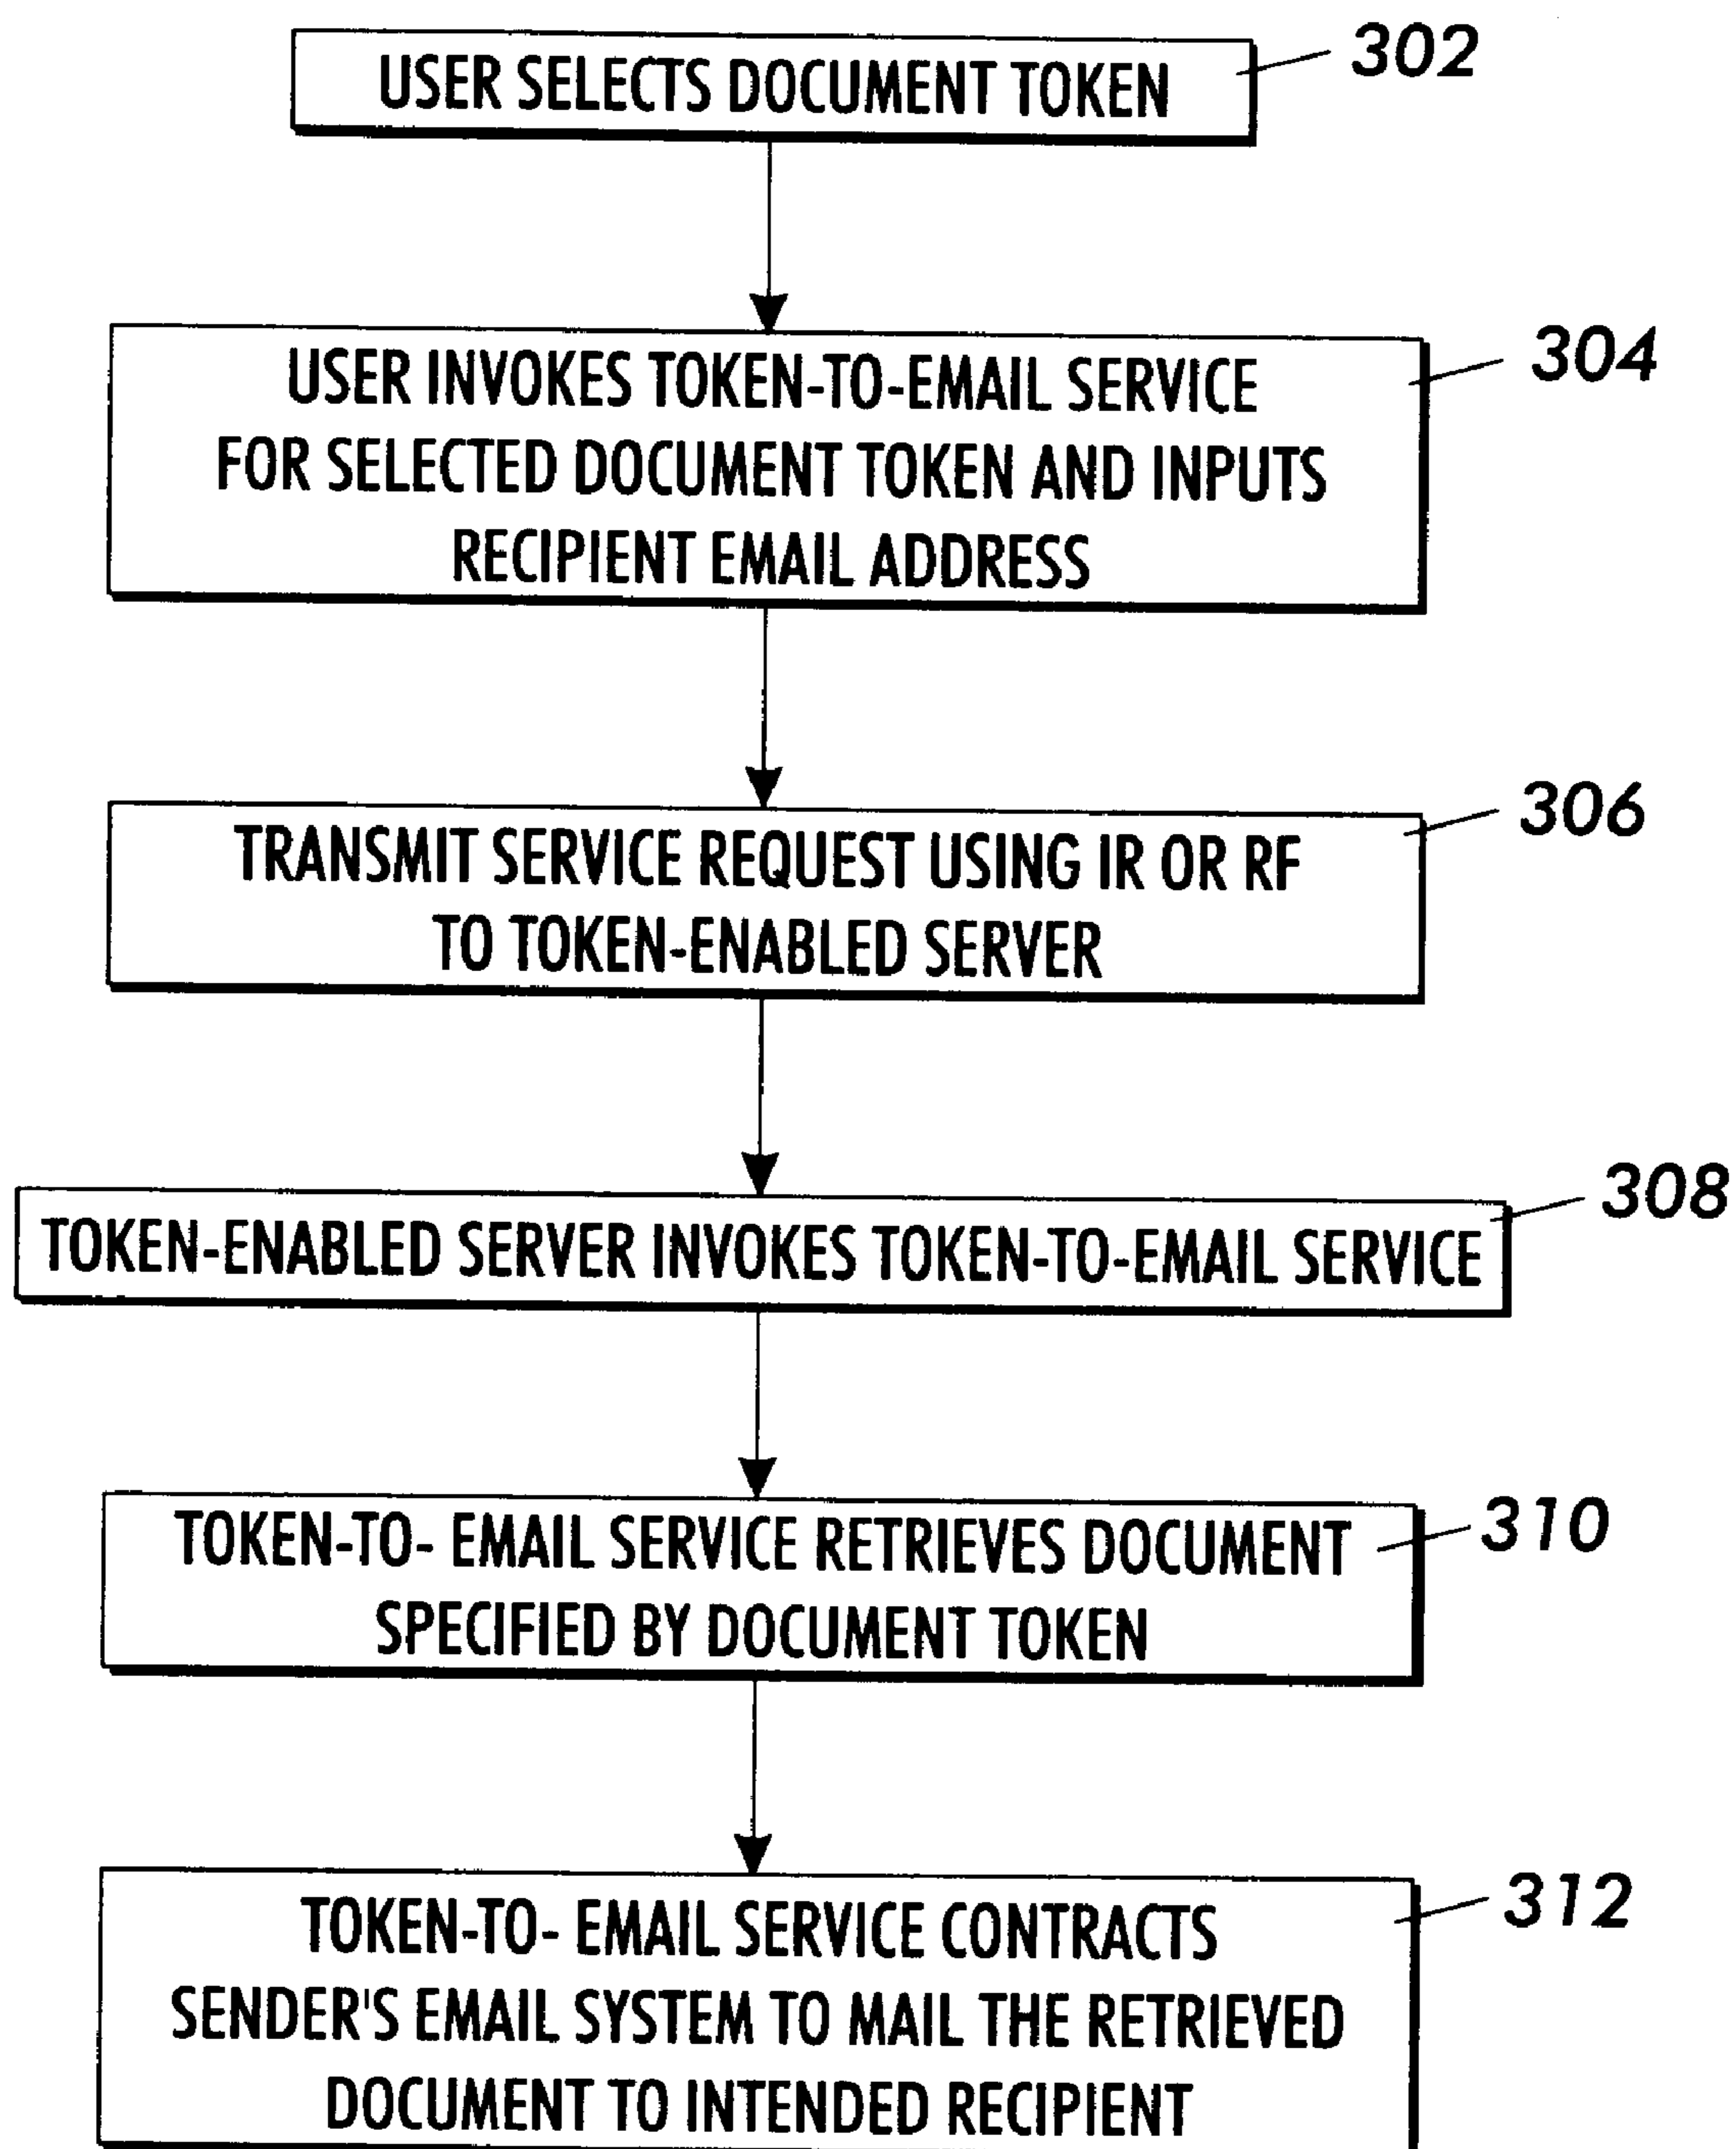 USER SELECTS DOCUMENT TOKEN
302
USER INVOKES TOKEN-TO-EMAIL SERVICE
FOR SELECTED DOCUMENT TOKEN AND INPUTS
RECIPIENT EMAIL ADDRESS
304
TRANSMIT SERVICE REQUEST USING IR OR RF
TO TOKEN-ENABLED SERVER
306
TOKEN-ENABLED SERVER INVOKES TOKEN-TO-EMAIL SERVICE
308
TOKEN-TO- EMAIL SERVICE RETRIEVES DOCUMENT
SPECIFIED BY DOCUMENT TOKEN
310
TOKEN-TO- EMAIL SERVICE CONTRACTS
SENDER'S EMAIL SYSTEM TO MAIL THE RETRIEVED
DOCUMENT TO INTENDED RECIPIENT
312